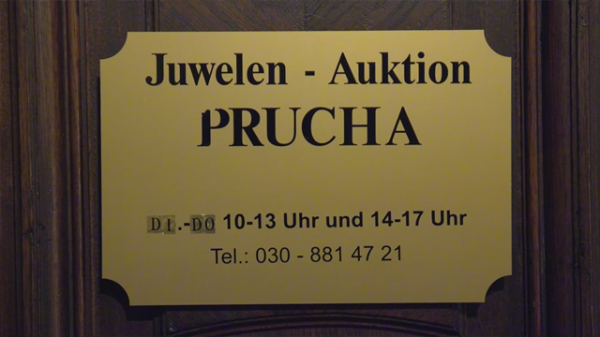 Juwelen - Auktion
PRUCHA
Di.-DO 10-13 Uhr und 14-17 Uhr
Tel.: 030 - 881 47 21